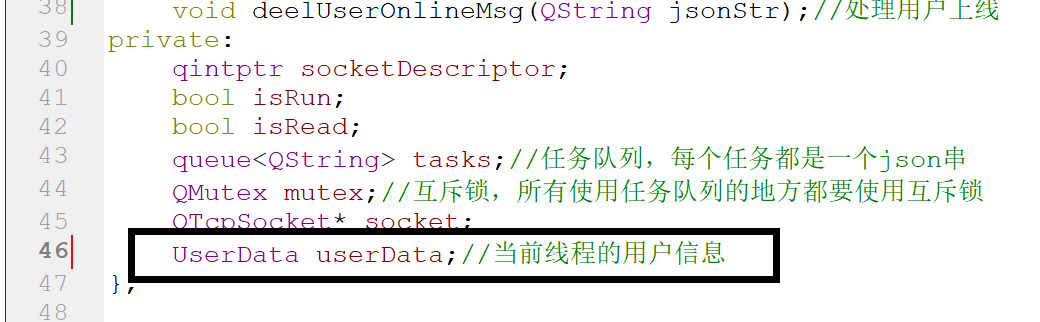 38 void deelUserOnlineMsg(QString jsonStr);//处理用户上线
39 private:
40 qintptr socketDescriptor;
41 bool isRun;
42 bool isRead;
43 queue<QString> tasks;//任务队列，每个任务都是一个json串
44 QMutex mutex;//互斥锁，所有使用任务队列的地方都要使用互斥锁
45 QTcpSocket* socket;
46 UserData userData;//当前线程的用户信息
47 };
48